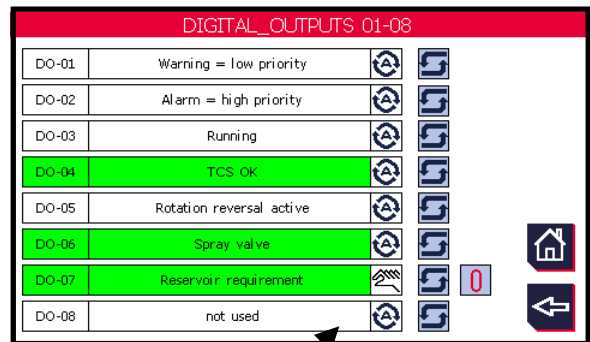 DIGITAL_OUTPUTS 01-08
DO-01 Warning = low priority A
DO-02 Alarm = high priority A
DO-03 Running A
DO-04 TCS OK A
DO-05 Rotation reversal active A
DO-06 Spray valve A
DO-07 Reservoir requirement 0
DO-08 not used A